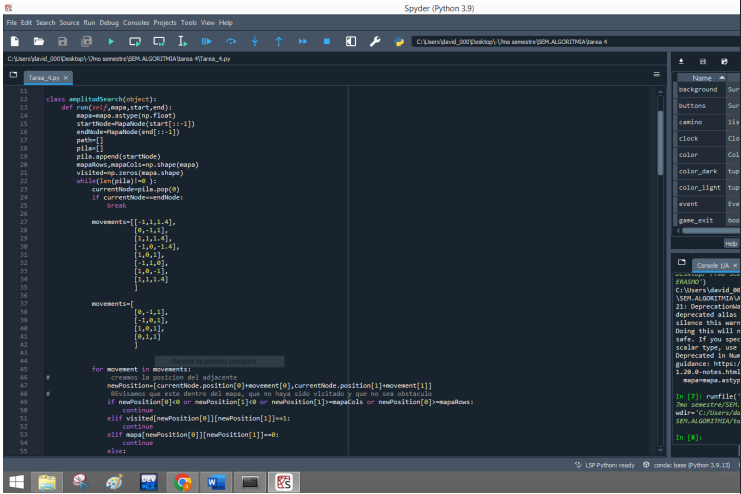 Spyder (Python 3.9)
File Edit Search Source Run Debug Consoles Projects Tools View Help
C:\Users\david_000\Desktop\-\7mo semestre\SEM.ALGORITMIA\tarea 4
C:\Users\david_000\Desktop\-\7mo semestre\SEM.ALGORITMIA\tarea 4\Tarea_4.py
Tarea_4.py ×
11
12 class amplitudSearch(object):
13 def run(self,mapa,start,end):
14 mapa=mapa.astype(np.float)
15 startNode=MapaNode(start[::-1])
16 endNode=MapaNode(end[::-1])
17 path=[]
18 pila=[]
19 pila.append(startNode)
20 mapaRows,mapaCols=np.shape(mapa)
21 visited=np.zeros(mapa.shape)
22 while(len(pila)!=0 ):
23 currentNode=pila.pop(0)
24 if currentNode==endNode:
25 break
26
27 movements=[[-1,1,1.4],
28 [0,-1,1],
29 [1,1,1.4],
30 [-1,0,-1.4],
31 [1,0,1],
32 [-1,1,0],
33 [1,0,-1],
34 [1,1,1.4]
35 ]
36
37 movements=[
38 [0,-1,1],
39 [-1,0,1],
40 [1,0,1],
41 [0,1,1]
42 ]
43
44 Recorte de pantalla completa
45 for movement in movements:
46 # creamos la posicion del adjacente
47 newPosition=[currentNode.position[0]+movement[0],currentNode.position[1]+movement[1]]
48 # REvisamos que este dentro del mapa, que no haya sido visitado y que no sea obstaculo
49 if newPosition[0]<0 or newPosition[1]<0 or newPosition[1]>=mapaCols or newPosition[0]>=mapaRows:
50 continue
51 elif visited[newPosition[0]][newPosition[1]]==1:
52 continue
53 elif mapa[newPosition[0]][newPosition[1]]==0:
54 continue
55 else:
Name
background Sur
buttons Sur
camino lis
clock Clo
color Col
color_dark tup
color_light tup
event Eve
game_exit boo
Help
Console 1/A ×
ERASMO')
C:\Users\david_00
\SEM.ALGORITMIA\A
21: DeprecationWa
deprecated alias
silence this warn
Doing this will n
safe. If you spec
scalar type, use
Deprecated in Num
guidance: https:/
1.20.0-notes.html
mapa=mapa.astyp
In [7]: runfile('
7mo semestre/SEM.
wdir='C:/Users/da
SEM.ALGORITMIA/ta
In [8]:
LSP Python: ready conda: base (Python 3.9.13)
DEV